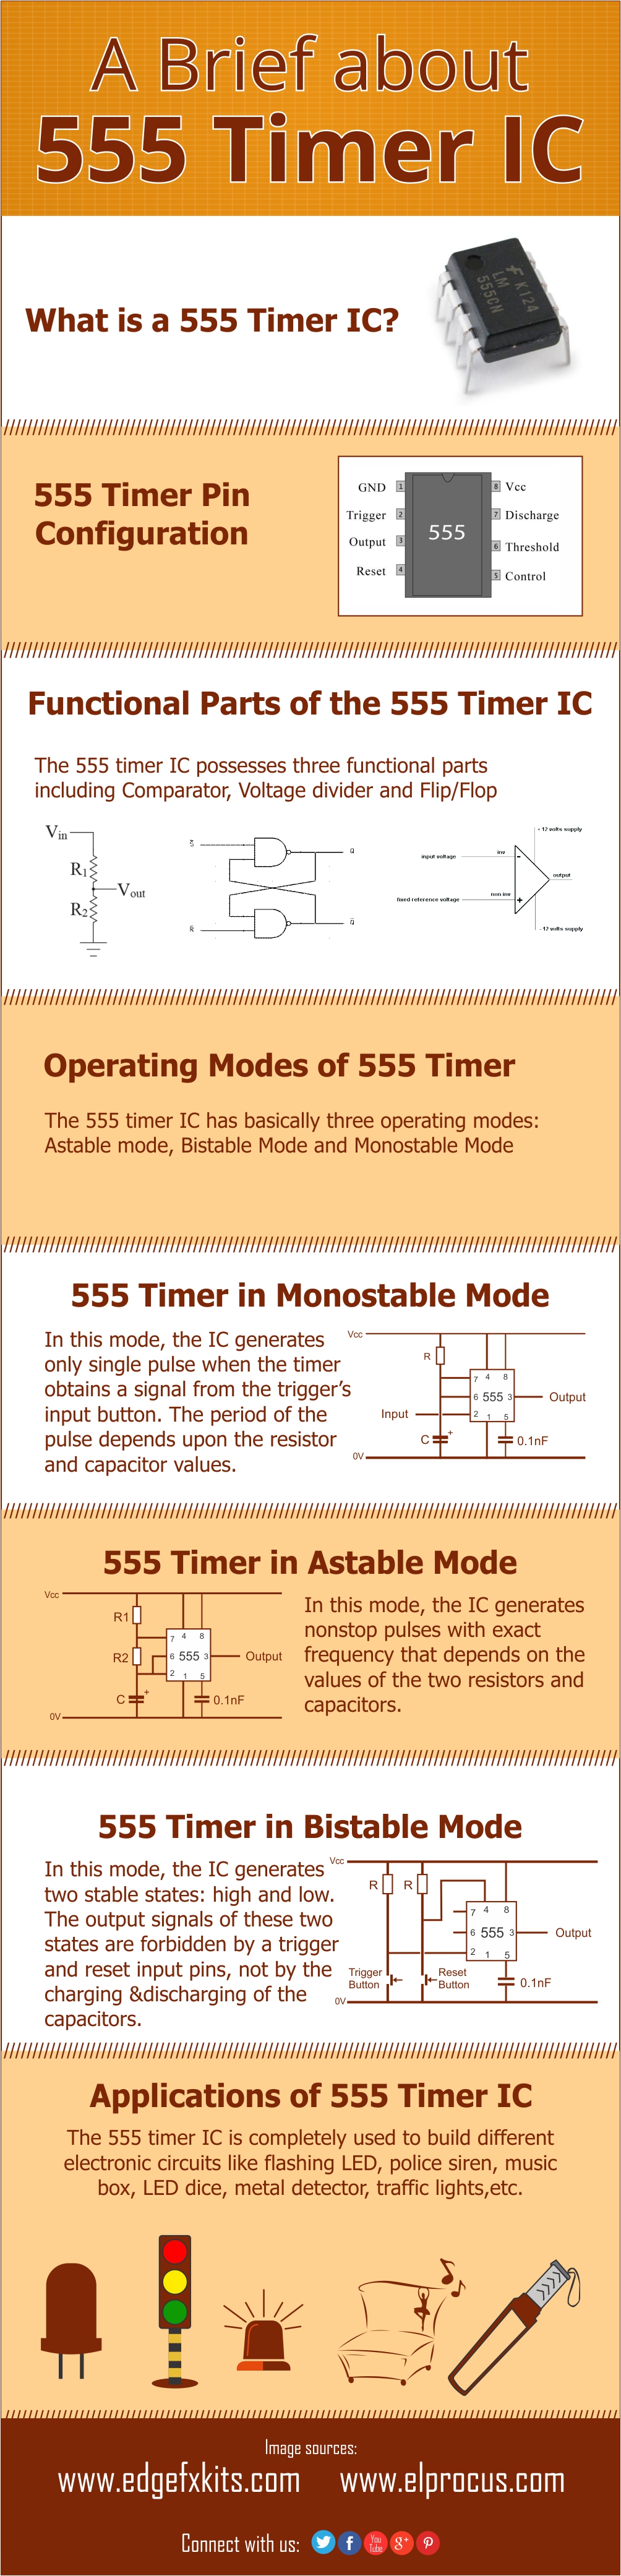 A Brief about
555 Timer IC
What is a 555 Timer IC?
K124
LM
555CN
555 Timer Pin
Configuration
GND 1
Trigger 2
Output 3
Reset 4
555
8 Vcc
7 Discharge
6 Threshold
5 Control
Functional Parts of the 555 Timer IC
The 555 timer IC possesses three functional parts
including Comparator, Voltage divider and Flip/Flop
Vin
R1
Vout
R2
Q
Q̅
- 12 volts supply
input voltage
inv
output
non inv
fixed reference voltage
- 12 volts supply
Operating Modes of 555 Timer
The 555 timer IC has basically three operating modes:
Astable mode, Bistable Mode and Monostable Mode
555 Timer in Monostable Mode
In this mode, the IC generates
only single pulse when the timer
obtains a signal from the trigger's
input button. The period of the
pulse depends upon the resistor
and capacitor values.
Vcc
R
7 4 8
6 555 3 Output
Input
2 1 5
C + 0.1nF
0V
555 Timer in Astable Mode
Vcc
R1
7 4 8
R2 6 555 3 Output
2 1 5
C + 0.1nF
0V
In this mode, the IC generates
nonstop pulses with exact
frequency that depends on the
values of the two resistors and
capacitors.
555 Timer in Bistable Mode
In this mode, the IC generates
two stable states: high and low.
The output signals of these two
states are forbidden by a trigger
and reset input pins, not by the
charging &discharging of the
capacitors.
Vcc
R R
7 4 8
6 555 3 Output
2 1 5
Trigger
Button
Reset
Button
0.1nF
0V
Applications of 555 Timer IC
The 555 timer IC is completely used to build different
electronic circuits like flashing LED, police siren, music
box, LED dice, metal detector, traffic lights,etc.
Image sources:
www.edgefxkits.com www.elprocus.com
Connect with us:
You
Tube
g+